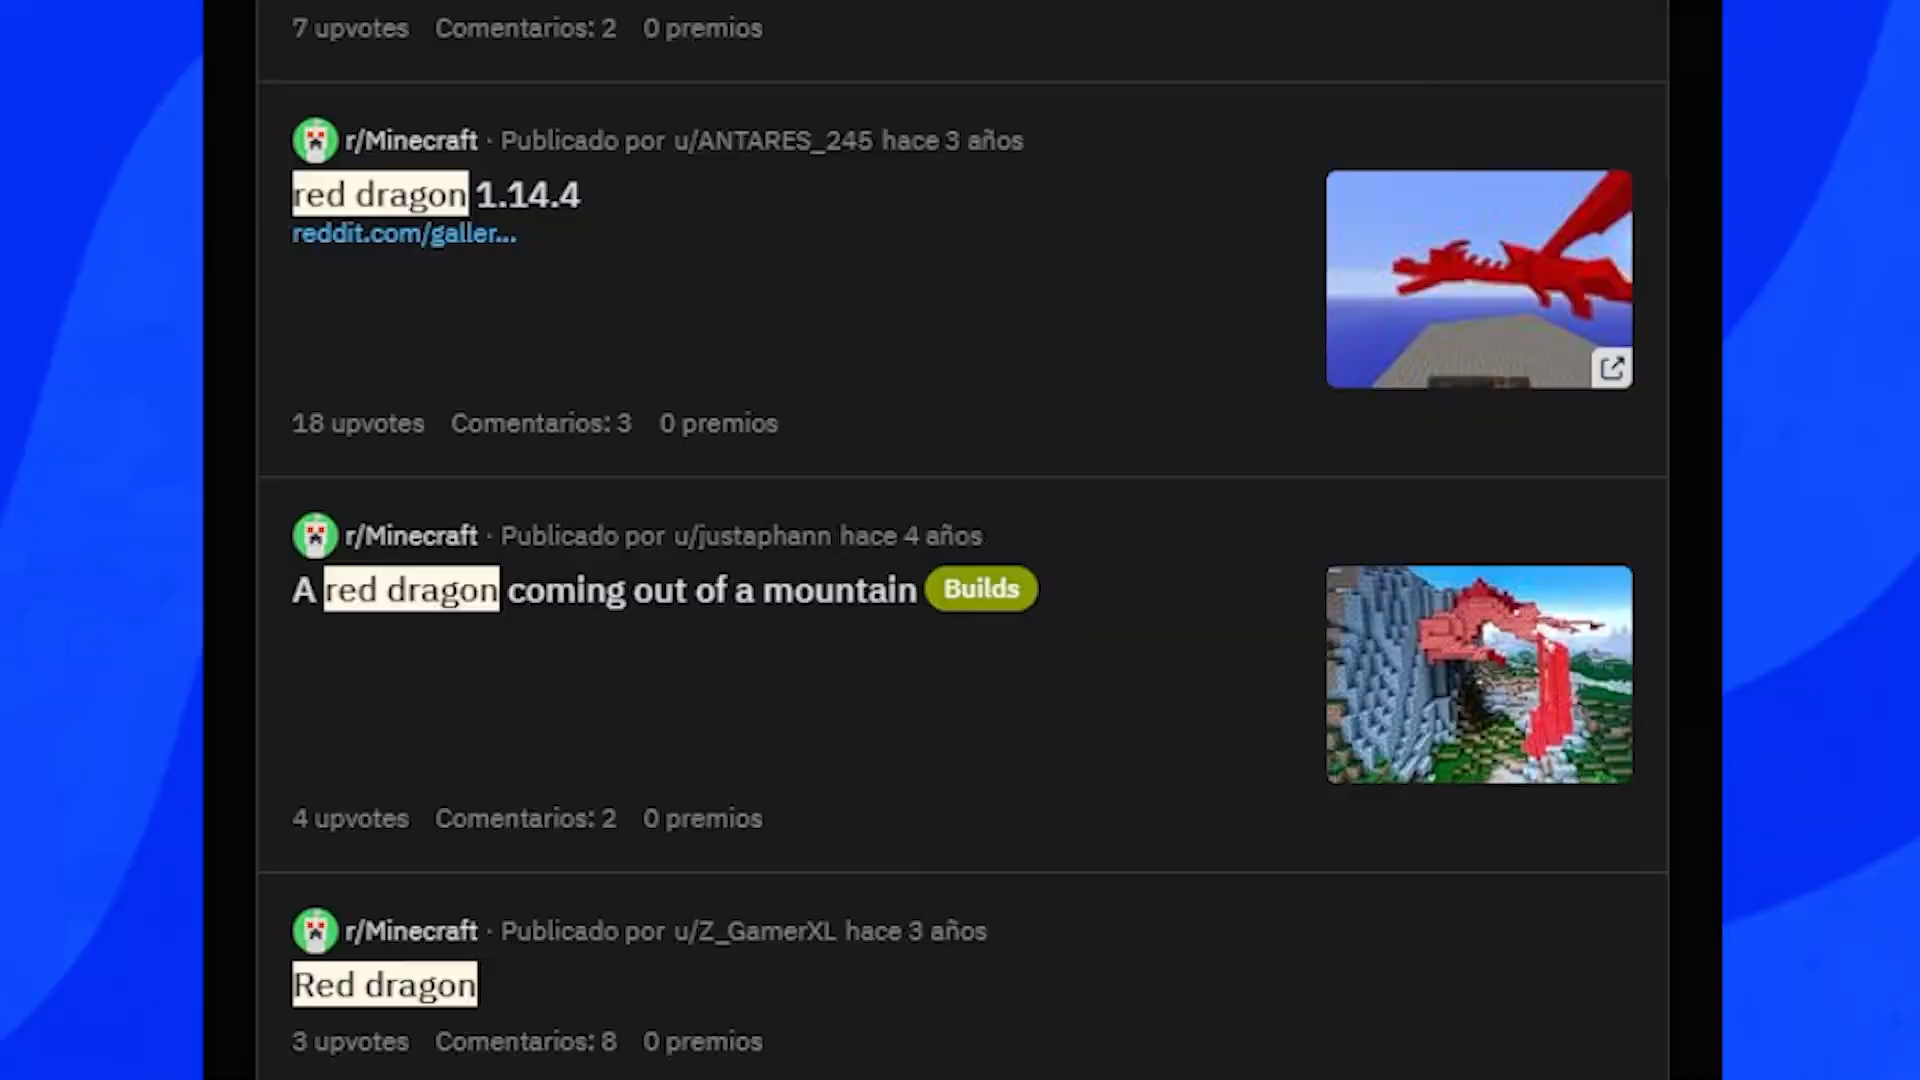 7 upvotes Comentarios: 2 0 premios
r/Minecraft · Publicado por u/ANTARES_245 hace 3 años
red dragon 1.14.4
reddit.com/galler...
18 upvotes Comentarios: 3 0 premios
r/Minecraft · Publicado por u/justaphann hace 4 años
A red dragon coming out of a mountain Builds
4 upvotes Comentarios: 2 0 premios
r/Minecraft · Publicado por u/Z_GamerXL hace 3 años
Red dragon
3 upvotes Comentarios: 8 0 premios